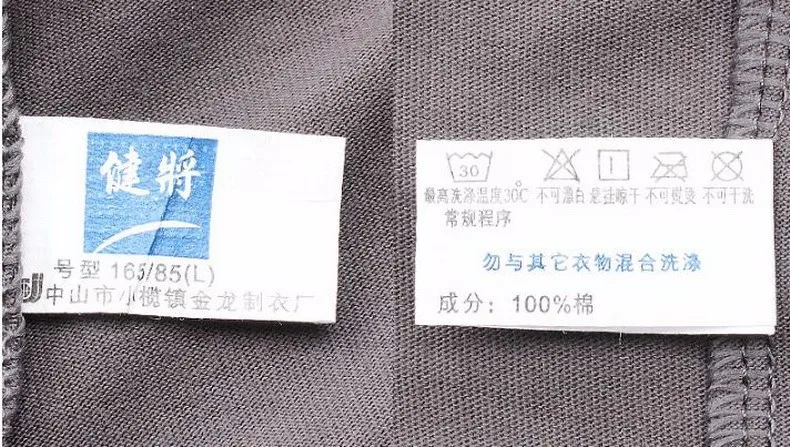 健将
号型 165/85(L)
中山市小榄镇金龙制衣厂
30
最高洗涤温度30℃ 不可漂白 悬挂晾干 不可熨烫 不可干洗
常规程序
勿与其它衣物混合洗涤
成分：100%棉